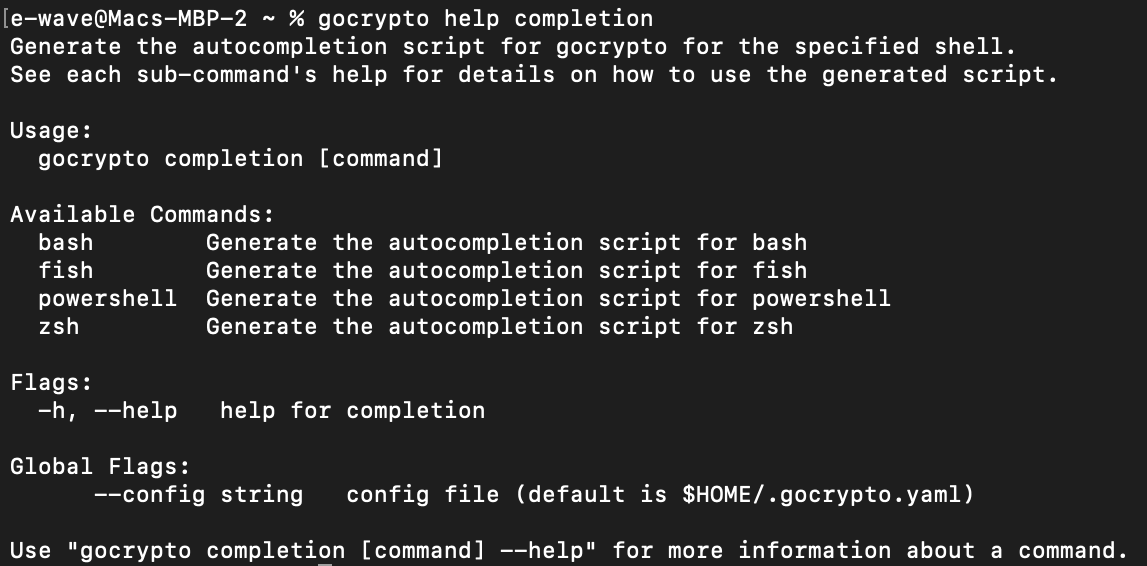 [e-wave@Macs-MBP-2 ~ % gocrypto help completion
Generate the autocompletion script for gocrypto for the specified shell.
See each sub-command's help for details on how to use the generated script.

Usage:
  gocrypto completion [command]

Available Commands:
  bash        Generate the autocompletion script for bash
  fish        Generate the autocompletion script for fish
  powershell  Generate the autocompletion script for powershell
  zsh         Generate the autocompletion script for zsh

Flags:
  -h, --help   help for completion

Global Flags:
      --config string   config file (default is $HOME/.gocrypto.yaml)

Use "gocrypto completion [command] --help" for more information about a command.